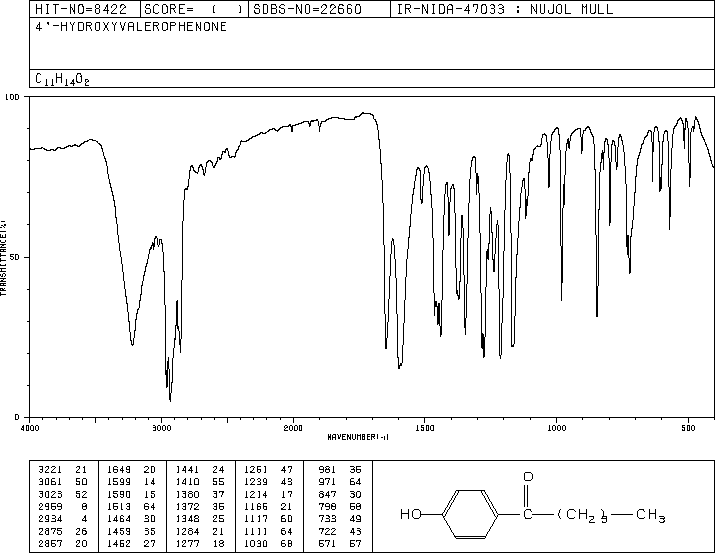 HIT-NO=8422 SCORE= ( ) SDBS-NO=22660 IR-NIDA-47033 : NUJOL MULL
4'-HYDROXYVALEROPHENONE
C11H14O2
100
TRANSMITTANCE(%)
50
0
4000 3000 2000 1500 1000 500
WAVENUMBER(-1)
3221 21 1649 20 1441 24 1261 47 981 35
3061 50 1599 14 1410 55 1239 43 971 64
3023 52 1590 15 1380 37 1214 17 847 30
2959 8 1513 64 1372 35 1166 21 798 58
2934 4 1464 30 1348 25 1117 60 733 49
2875 26 1459 35 1284 21 1111 64 722 43
2857 20 1452 27 1277 18 1030 68 571 57
O
HO C (CH2)3 CH3